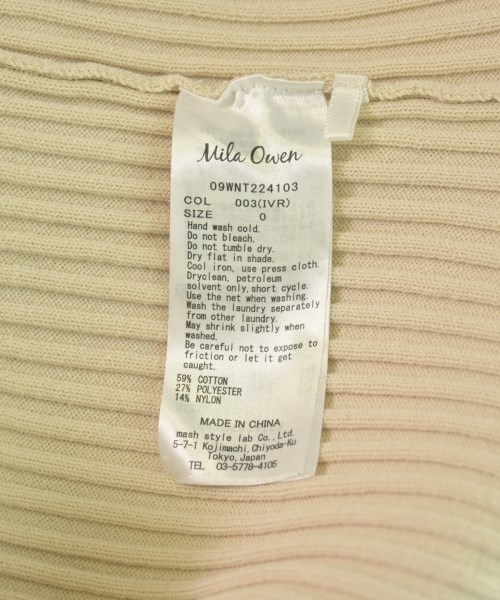 Mila Owen
09WNT224103
COL 003(IVR)
SIZE 0
Hand wash cold.
Do not bleach.
Do not tumble dry.
Dry flat in shade.
Cool iron, use press cloth.
Dryclean, petroleum
solvent only, short cycle.
Use the net when washing.
Wash the laundry separately
from other laundry.
May shrink slightly when
washed.
Be careful not to expose to
friction or let it get
caught.
59% COTTON
27% POLYESTER
14% NYLON
MADE IN CHINA
mash style lab Co., Ltd.
5-7-1 Kojimachi, Chiyoda-Ku
Tokyo, Japan
TEL 03-5778-4105